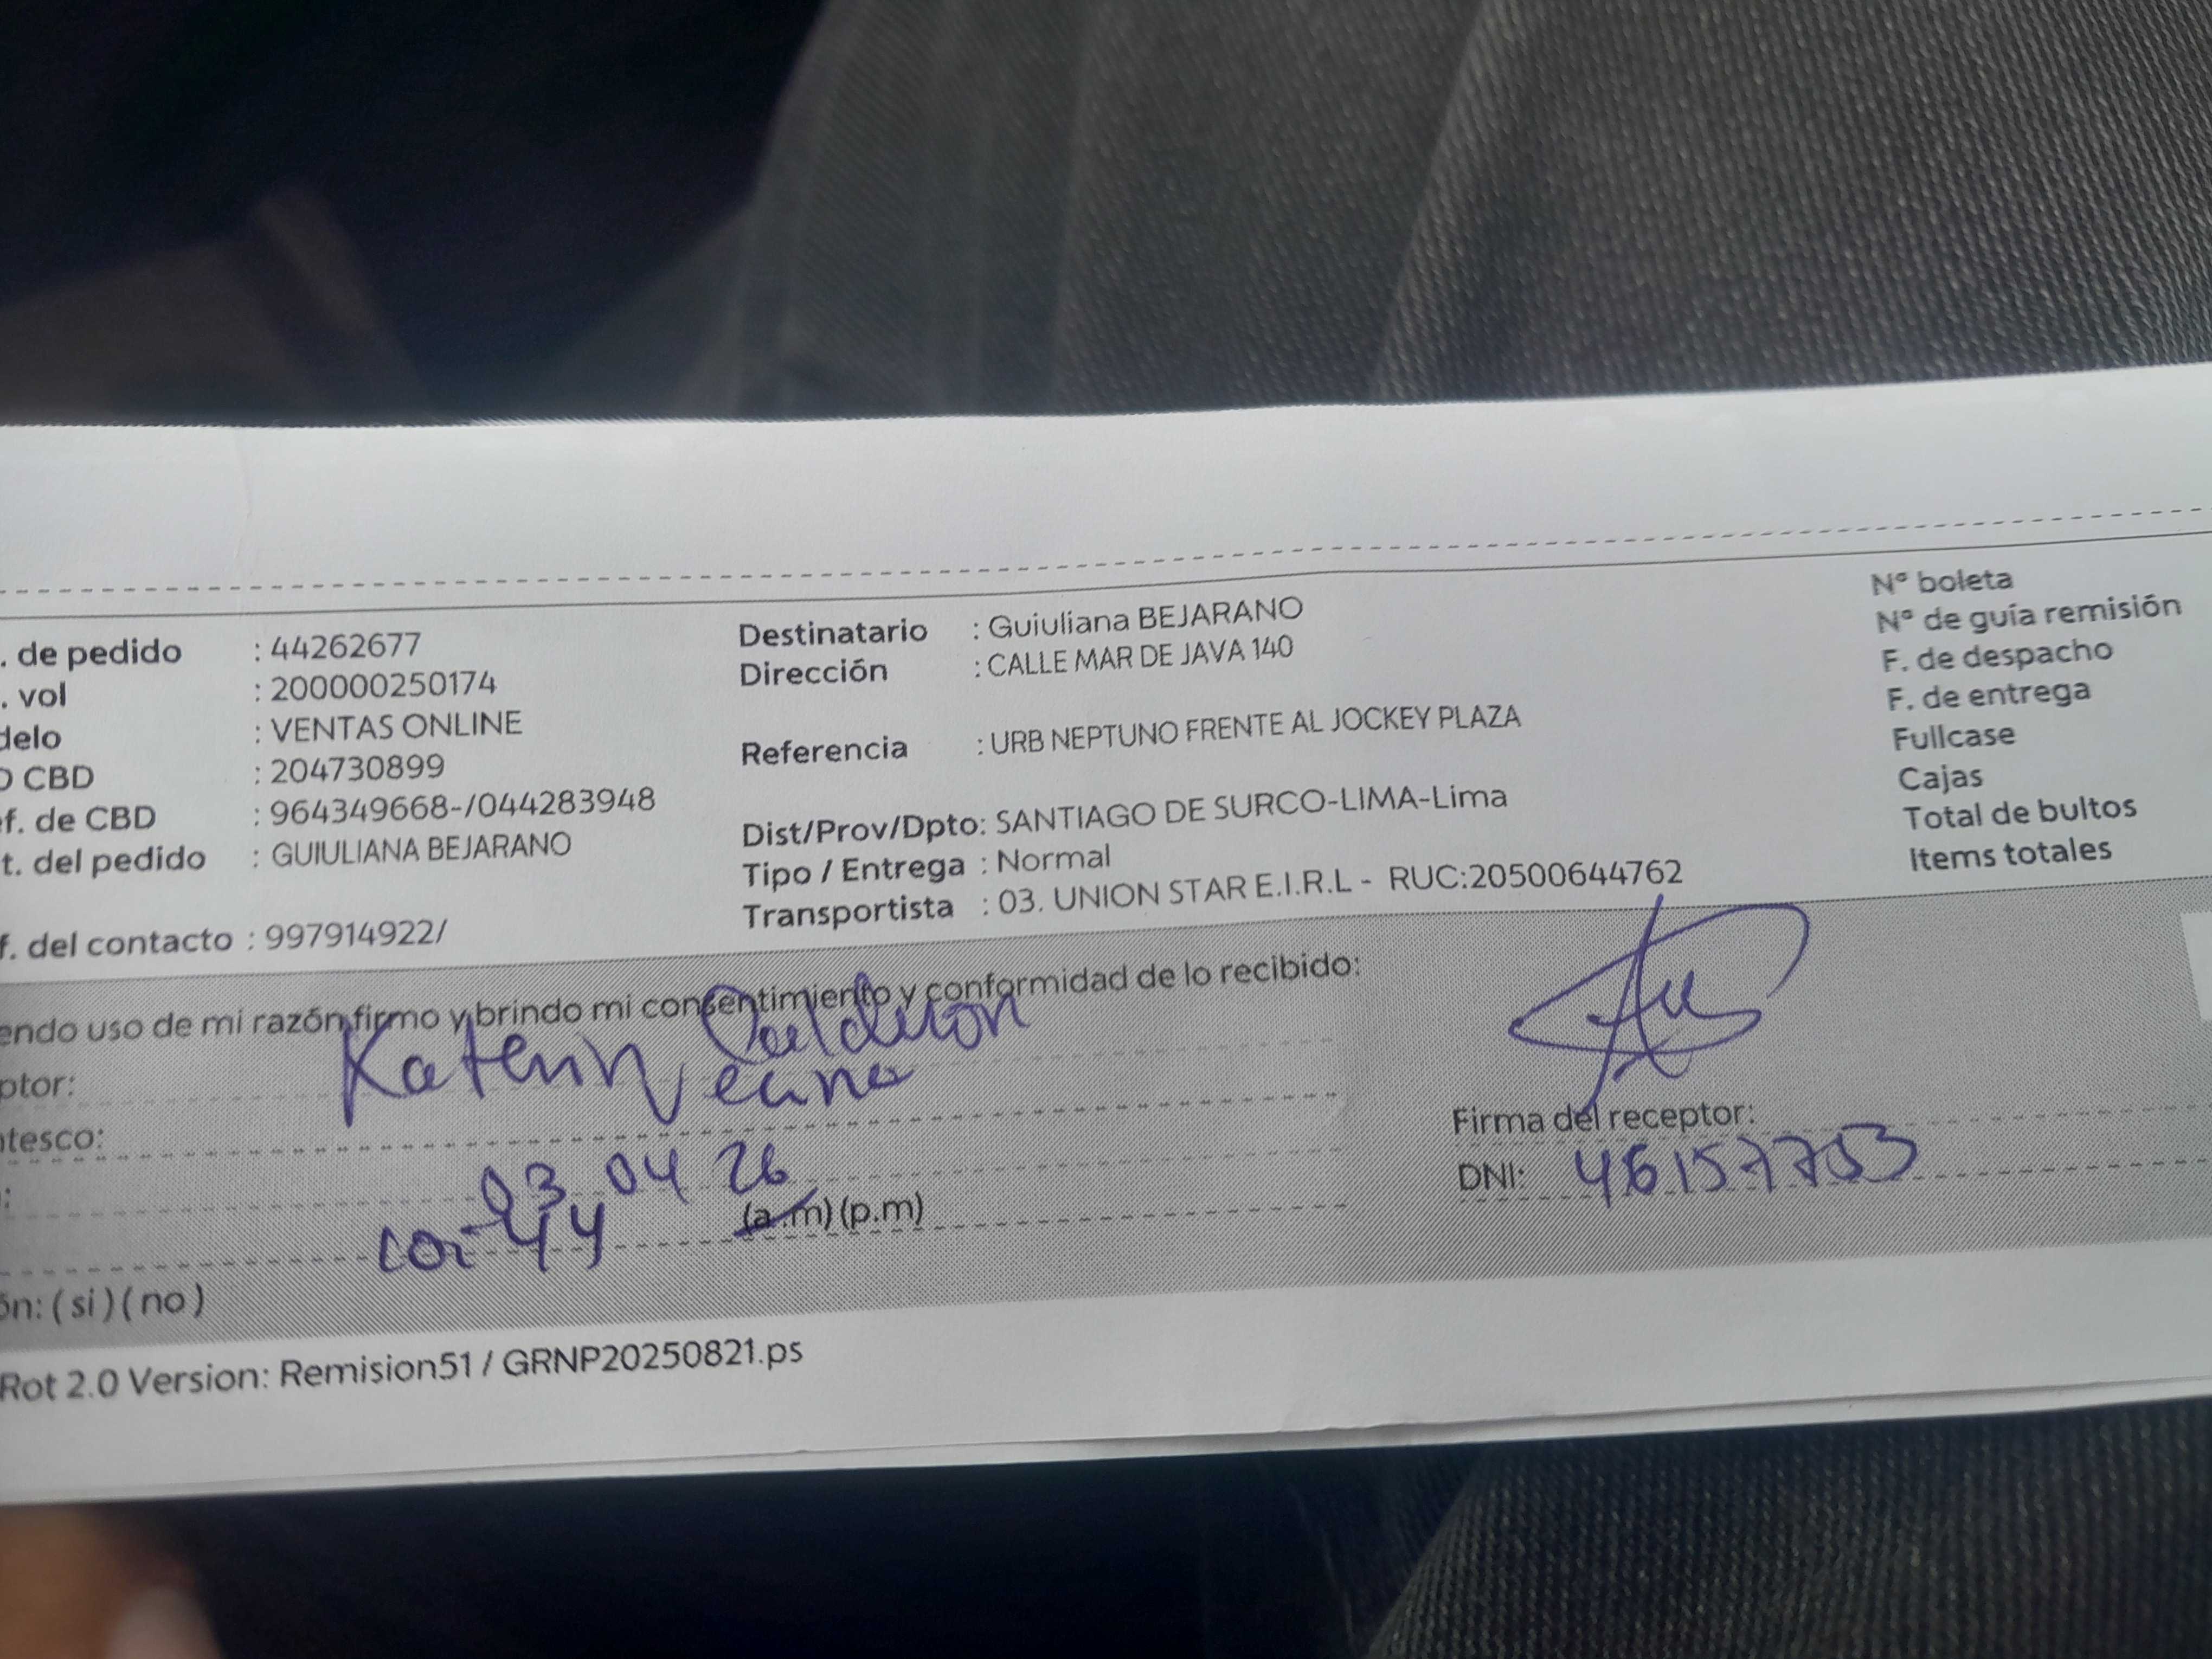 . de pedido : 44262677
. vol : 200000250174
delo : VENTAS ONLINE
O CBD : 204730899
ef. de CBD : 964349668-/044283948
t. del pedido : GUIULIANA BEJARANO
f. del contacto : 997914922/
Destinatario : Guiuliana BEJARANO
Dirección : CALLE MAR DE JAVA 140
Referencia : URB NEPTUNO FRENTE AL JOCKEY PLAZA
Dist/Prov/Dpto: SANTIAGO DE SURCO-LIMA-Lima
Tipo / Entrega : Normal
Transportista : 03. UNION STAR E.I.R.L - RUC:20500644762
Nº boleta
Nº de guía remisión
F. de despacho
F. de entrega
Fullcase
Cajas
Total de bultos
Items totales
endo uso de mi razón firmo y brindo mi consentimiento y conformidad de lo recibido:
ptor: Katerin Calderon
ntesco:
03 04 26
(a.m) (p.m)
Firma del receptor:
DNI: 46157753
ón: ( si ) ( no )
Rot 2.0 Version: Remision51 / GRNP20250821.ps